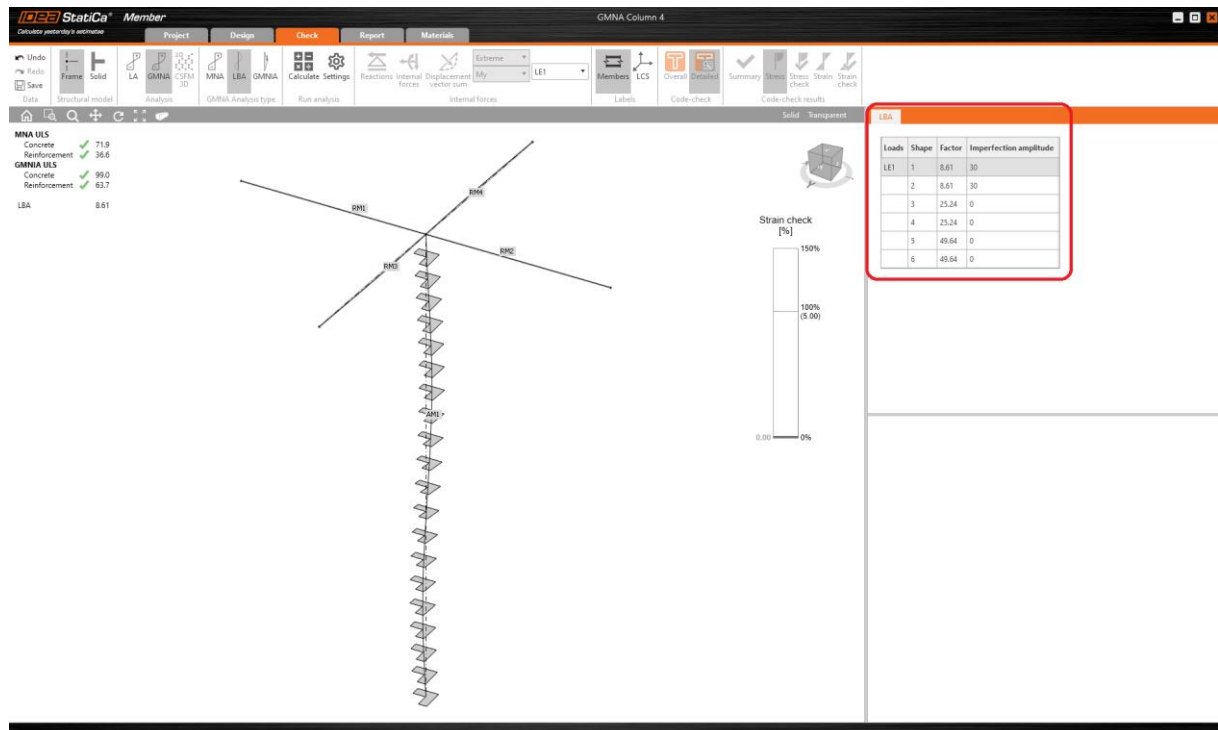 IDEA StatiCa® Member
GMNA Column 4
Calculate yesterday's estimates
Project Design Check Report Materials
Undo
Redo
Save
Data
Frame Solid
Structural model
LA GMNA CSFM 3D
Analysis
MNA LBA GMNIA
GMNIA Analysis type
Calculate Settings
Run analysis
Reactions Internal forces Displacement vector sum
Extreme
My
LE1
Internal forces
Members LCS
Labels
Overall Detailed
Code-check
Summary Stress Stress check Strain Strain check
Code-check results
Solid Transparent
LBA
MNA ULS
Concrete 71.9
Reinforcement 36.6
GMNIA ULS
Concrete 99.0
Reinforcement 63.7
LBA 8.61
RM4
RM1
RM2
RM3
AM1
Strain check
[%]
150%
100%
(5.00)
0.00 0%
Loads Shape Factor Imperfection amplitude
LE1 1 8.61 30
2 8.61 30
3 25.24 0
4 25.24 0
5 49.64 0
6 49.64 0